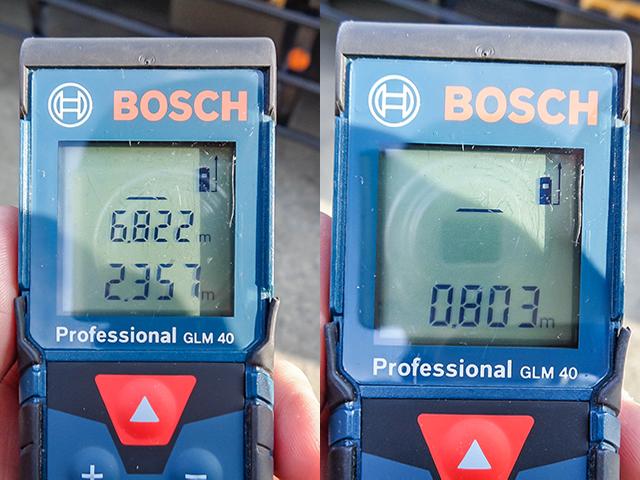 BOSCH
6.822 m
2.357 m
Professional GLM 40
+ −
BOSCH
0.803 m
Professional GLM 40